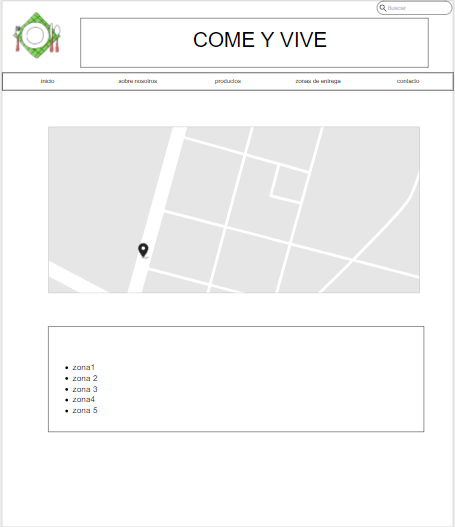 Buscar
COME Y VIVE
inicio sobre nosotros productos zonas de entrega contacto
zona1
zona 2
zona 3
zona4
zona 5